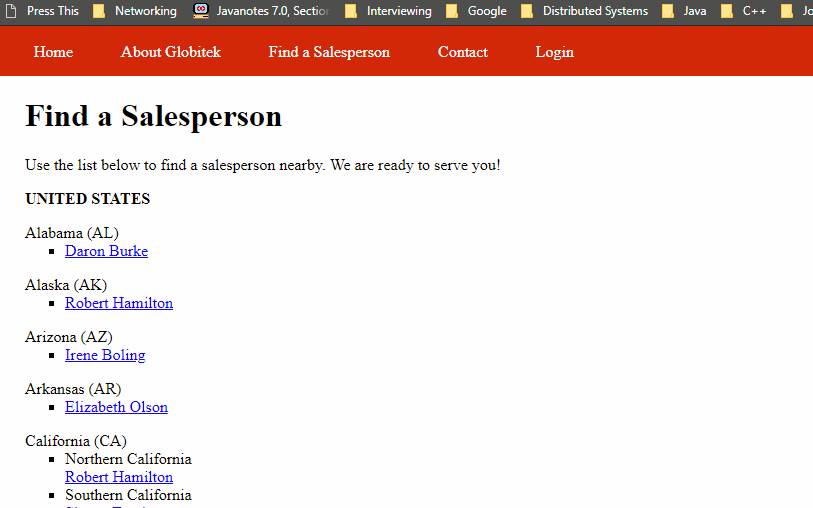 Press This Networking Javanotes 7.0, Section Interviewing Google Distributed Systems Java C++
Home About Globitek Find a Salesperson Contact Login
Find a Salesperson
Use the list below to find a salesperson nearby. We are ready to serve you!
UNITED STATES
Alabama (AL)
Daron Burke
Alaska (AK)
Robert Hamilton
Arizona (AZ)
Irene Boling
Arkansas (AR)
Elizabeth Olson
California (CA)
Northern California
Robert Hamilton
Southern California